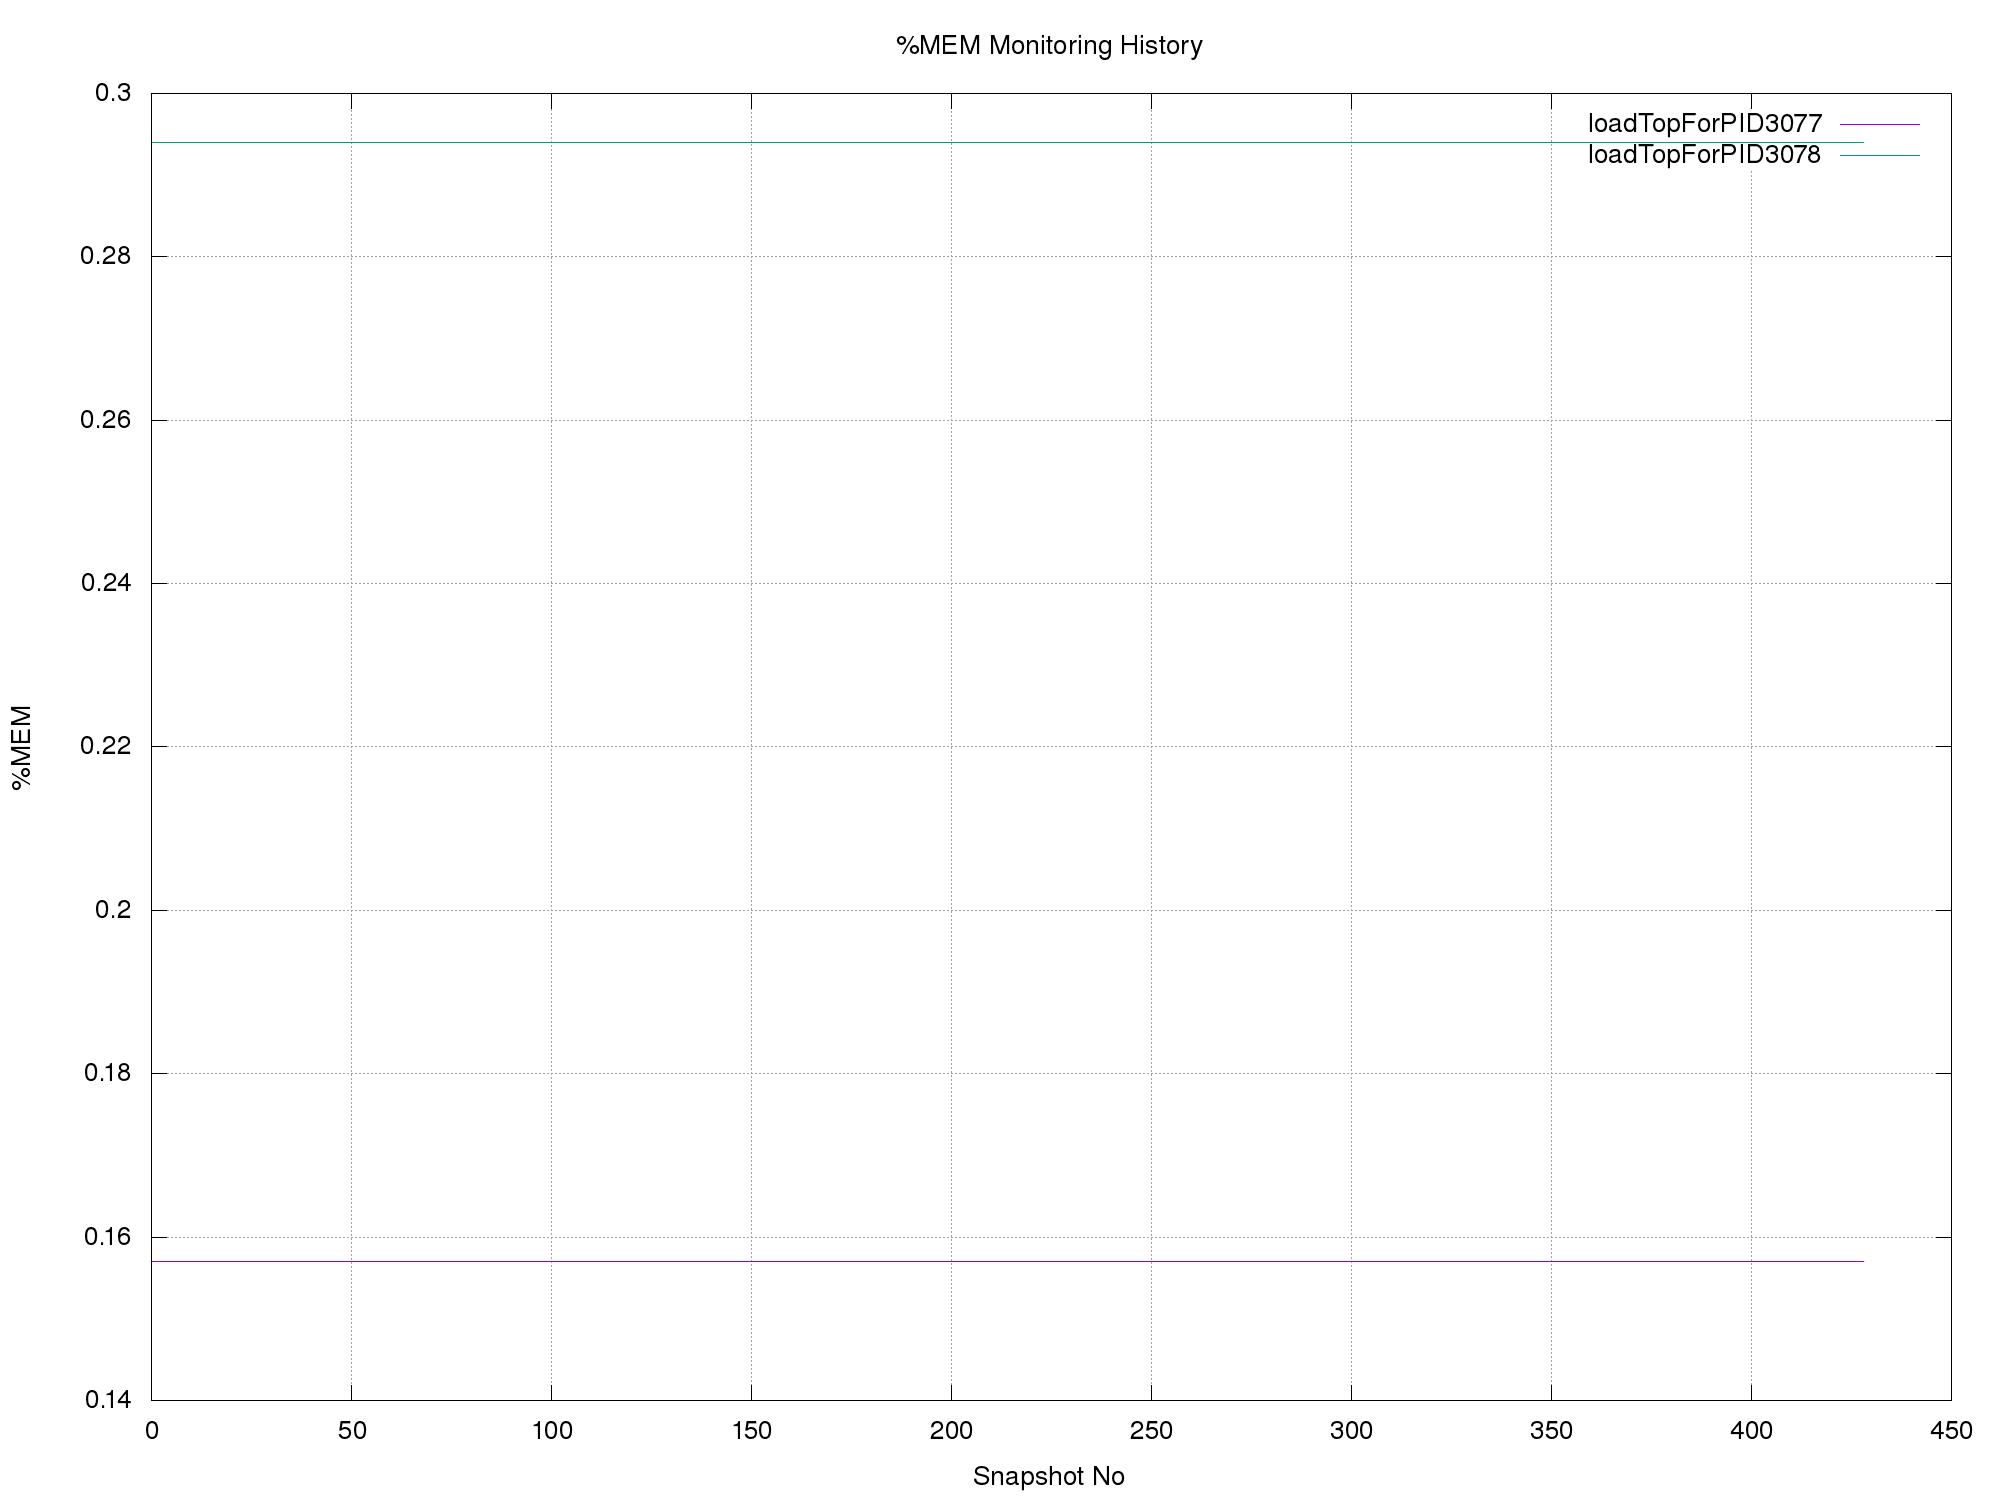 %MEM Monitoring History
0.3
0.28
0.26
0.24
0.22
0.2
0.18
0.16
0.14
%MEM
loadTopForPID3077
loadTopForPID3078
0 50 100 150 200 250 300 350 400 450
Snapshot No